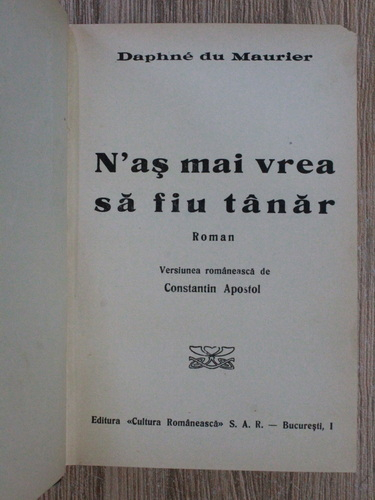 Daphné du Maurier
N'aş mai vrea
să fiu tânăr
Roman
Versiunea românească de
Constantin Apostol
Editura «Cultura Românească» S. A. R. — Bucureşti, I